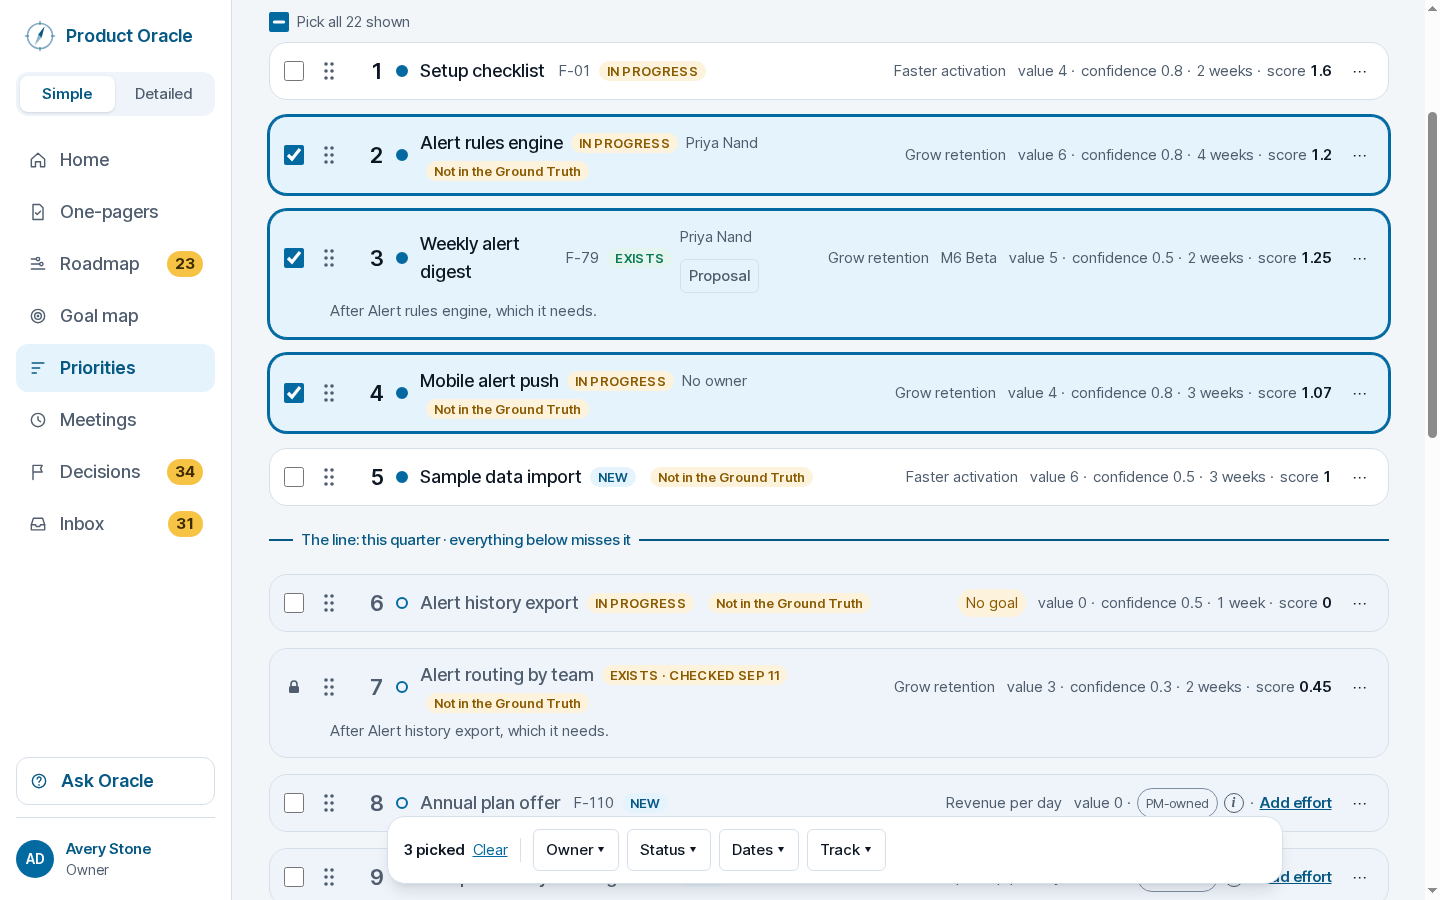 Product Oracle
Simple
Detailed
Home
One-pagers
Roadmap 23
Goal map
Priorities
Meetings
Decisions 34
Inbox 31
Ask Oracle
AD
Avery Stone
Owner
Pick all 22 shown
1 Setup checklist F-01 IN PROGRESS Faster activation value 4 · confidence 0.8 · 2 weeks · score 1.6 ...
2 Alert rules engine IN PROGRESS Priya Nand Grow retention value 6 · confidence 0.8 · 4 weeks · score 1.2 ...
Not in the Ground Truth
3 Weekly alert digest F-79 EXISTS Priya Nand Proposal Grow retention M6 Beta value 5 · confidence 0.5 · 2 weeks · score 1.25 ...
After Alert rules engine, which it needs.
4 Mobile alert push IN PROGRESS No owner Grow retention value 4 · confidence 0.8 · 3 weeks · score 1.07 ...
Not in the Ground Truth
5 Sample data import NEW Not in the Ground Truth Faster activation value 6 · confidence 0.5 · 3 weeks · score 1 ...
The line: this quarter · everything below misses it
6 Alert history export IN PROGRESS Not in the Ground Truth No goal value 0 · confidence 0.5 · 1 week · score 0 ...
7 Alert routing by team EXISTS · CHECKED SEP 11 Grow retention value 3 · confidence 0.3 · 2 weeks · score 0.45 ...
Not in the Ground Truth
After Alert history export, which it needs.
8 Annual plan offer F-110 NEW Revenue per day value 0 · PM-owned i · Add effort ...
3 picked Clear Owner ▾ Status ▾ Dates ▾ Track ▾
9 dd effort ...